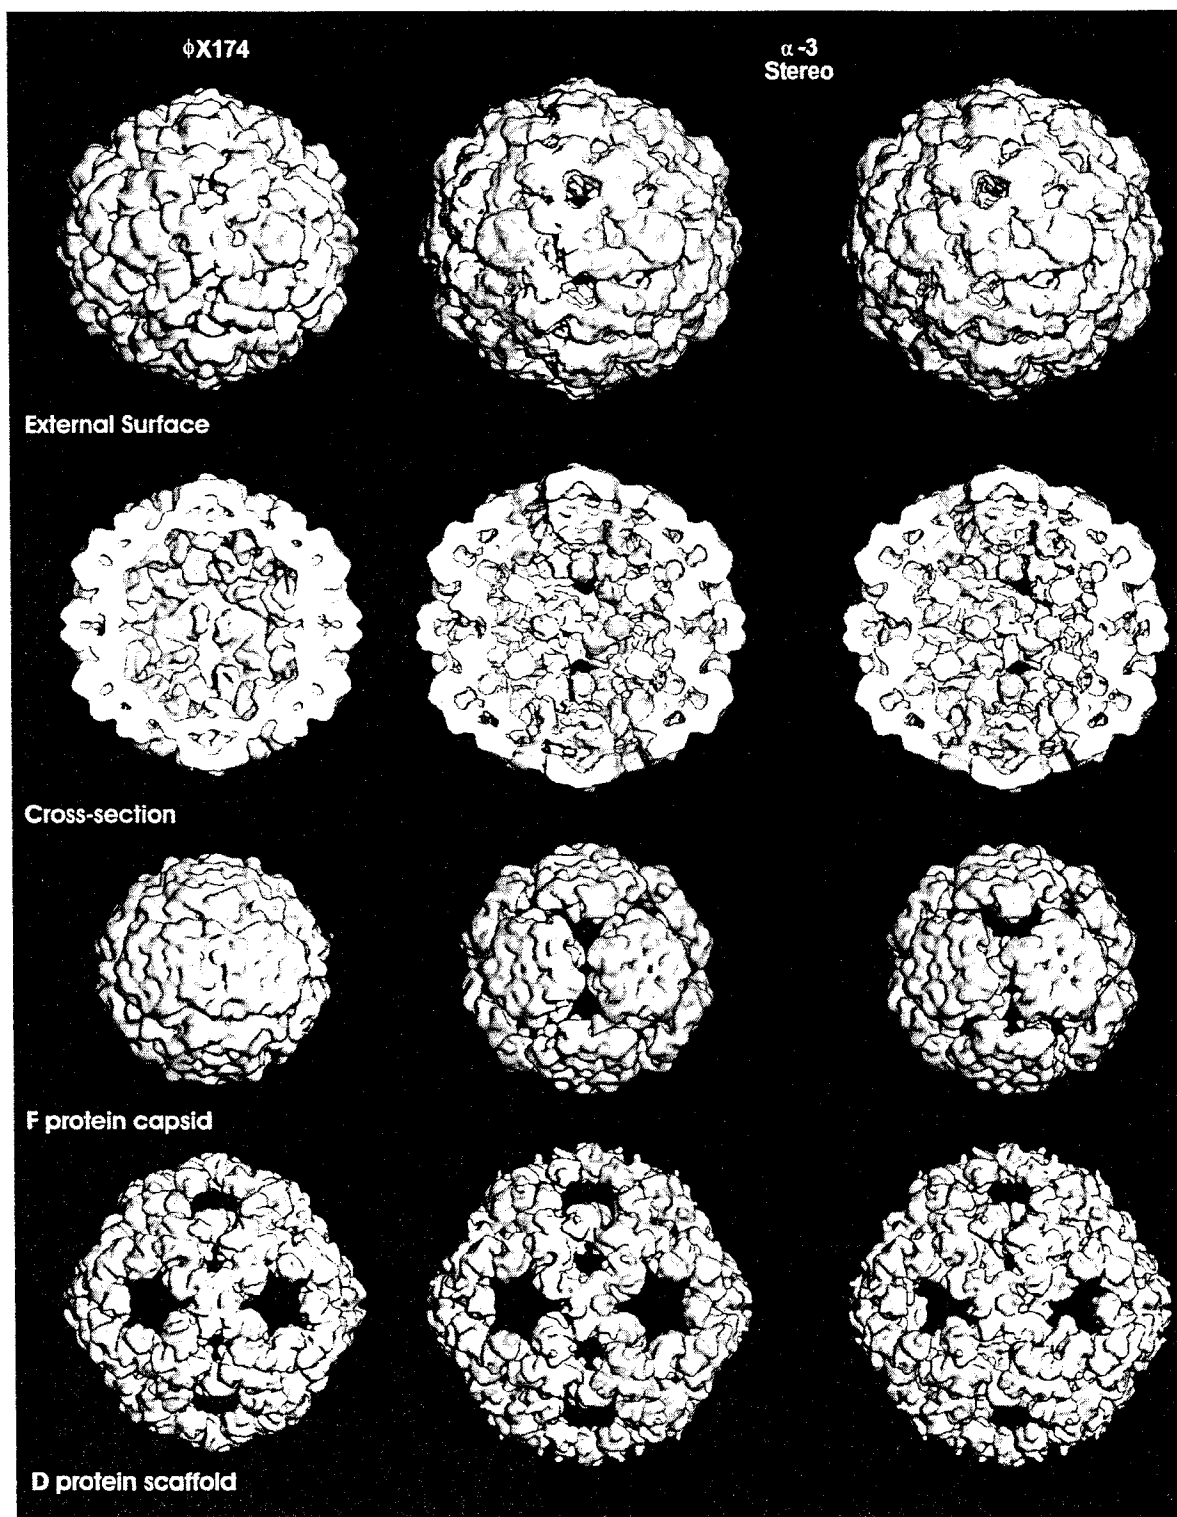 ϕX174
α-3
Stereo
External Surface
Cross-section
F protein capsid
D protein scaffold